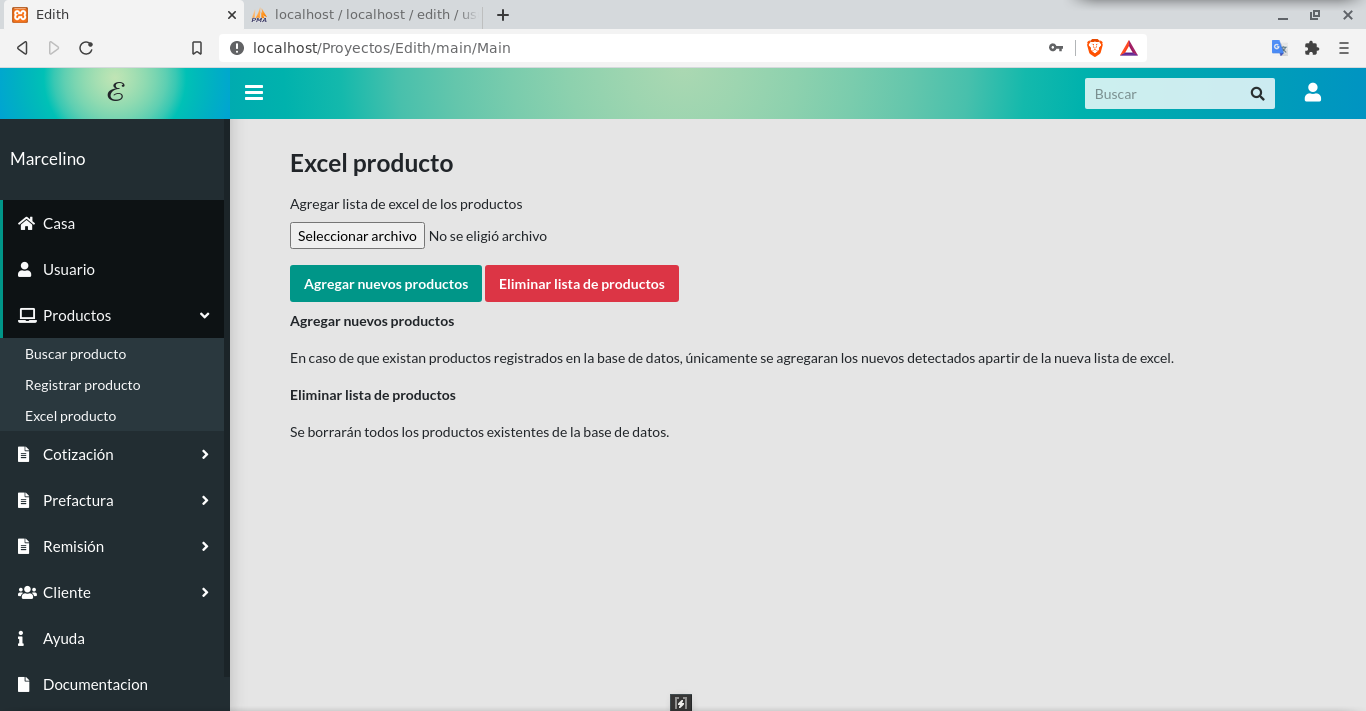 Edith
localhost / localhost / edith / us
localhost/Proyectos/Edith/main/Main
ℰ
Buscar
Marcelino
Casa
Usuario
Productos
Buscar producto
Registrar producto
Excel producto
Cotización
Prefactura
Remisión
Cliente
Ayuda
Documentacion
Excel producto
Agregar lista de excel de los productos
Seleccionar archivo No se eligió archivo
Agregar nuevos productos Eliminar lista de productos
Agregar nuevos productos
En caso de que existan productos registrados en la base de datos, únicamente se agregaran los nuevos detectados apartir de la nueva lista de excel.
Eliminar lista de productos
Se borrarán todos los productos existentes de la base de datos.